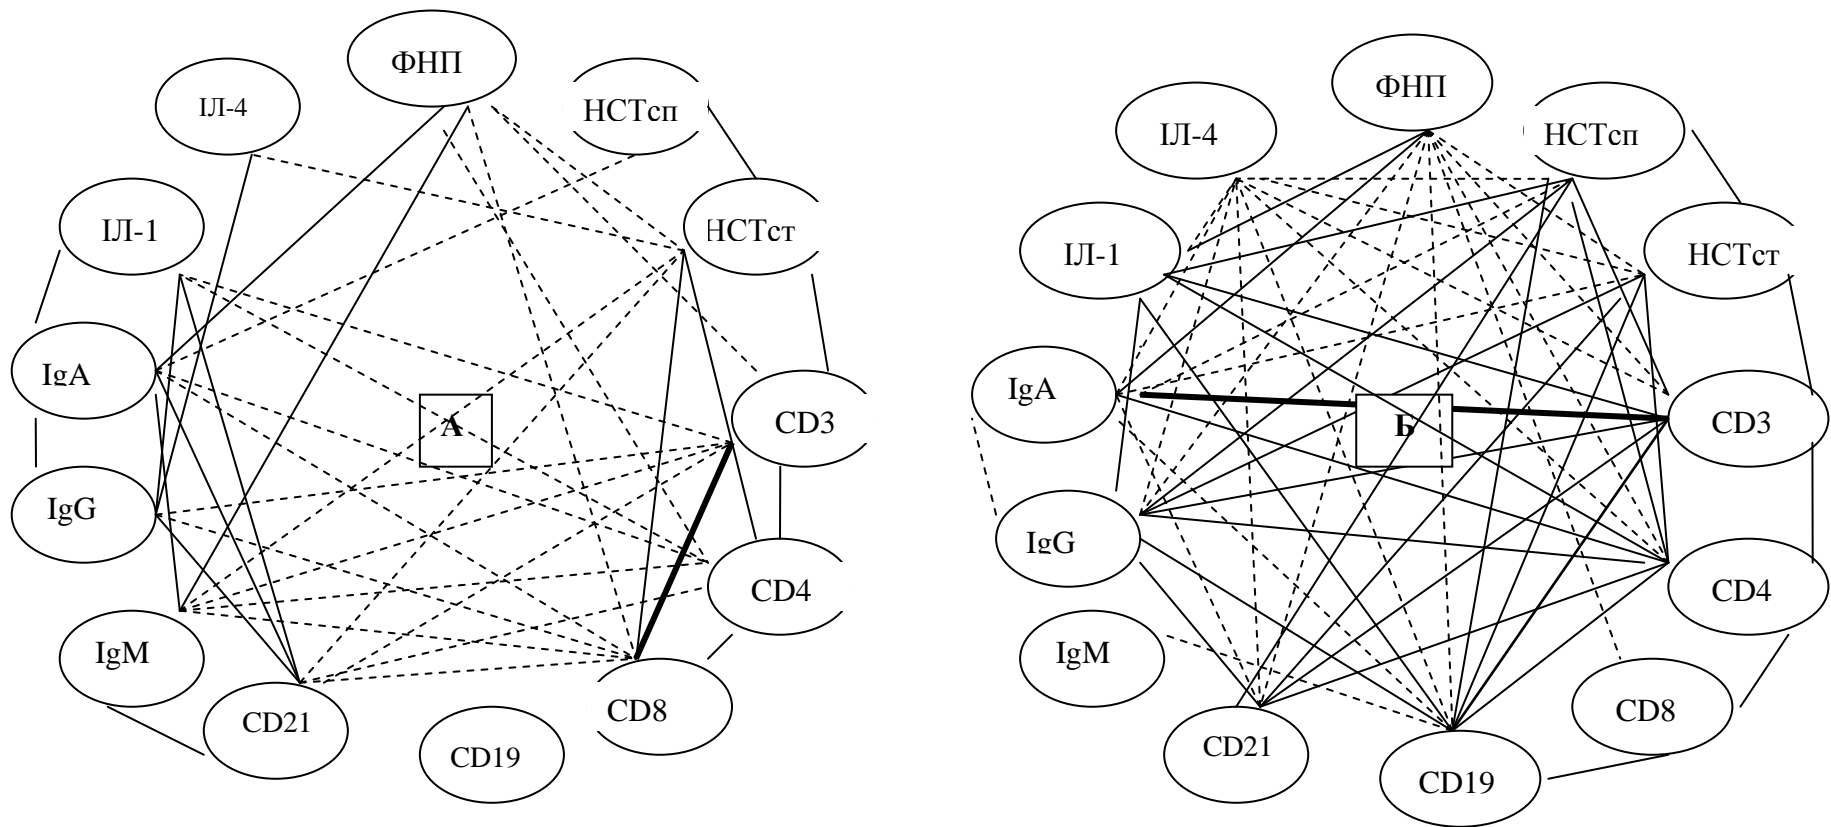 ФНП
ІЛ-4
НСТсп
ІЛ-1
НСТст
IgA
CD3
А
IgG
CD4
IgM
CD8
CD21
CD19
ФНП
ІЛ-4
НСТсп
ІЛ-1
НСТст
IgA
CD3
Б
IgG
CD4
IgM
CD8
CD21
CD19